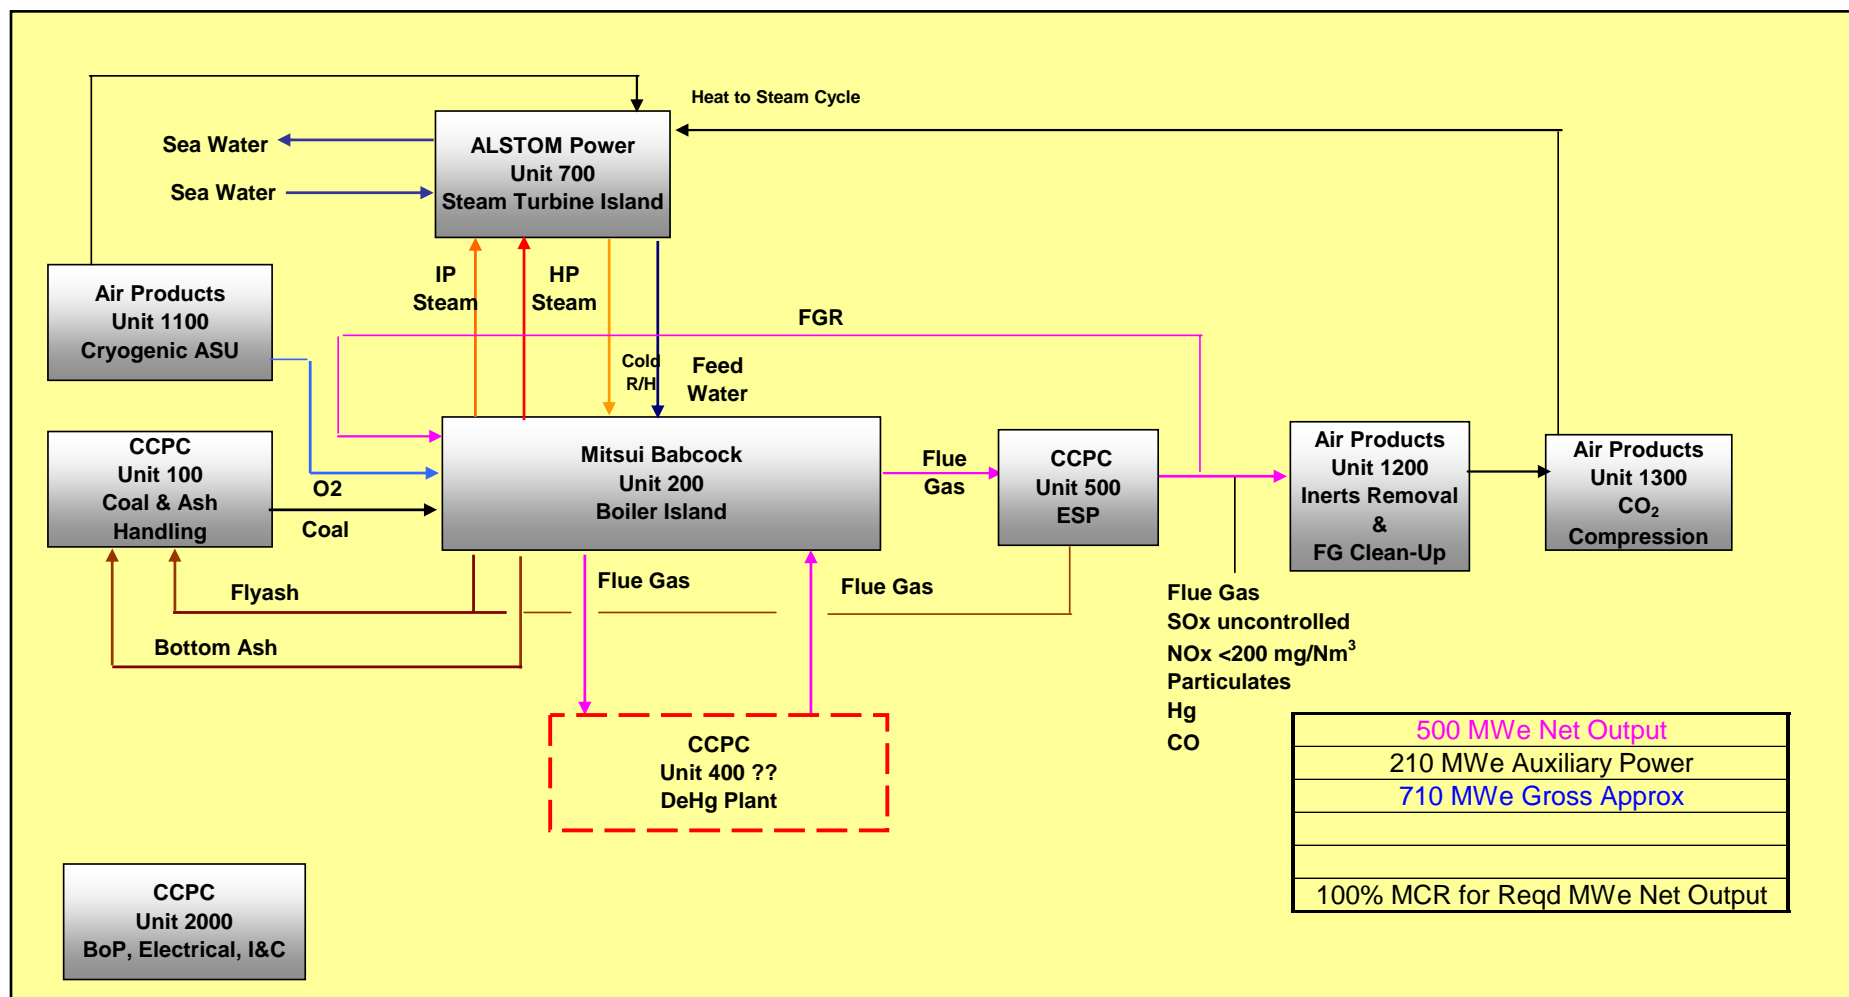 Heat to Steam Cycle
Sea Water
Sea Water
ALSTOM Power
Unit 700
Steam Turbine Island
Air Products
Unit 1100
Cryogenic ASU
IP
Steam
HP
Steam
Cold
R/H
Feed
Water
FGR
CCPC
Unit 100
Coal & Ash
Handling
O2
Coal
Mitsui Babcock
Unit 200
Boiler Island
Flue
Gas
CCPC
Unit 500
ESP
Air Products
Unit 1200
Inerts Removal
&
FG Clean-Up
Air Products
Unit 1300
CO₂
Compression
Flyash
Bottom Ash
Flue Gas
Flue Gas
Flue Gas
SOx uncontrolled
NOx <200 mg/Nm³
Particulates
Hg
CO
CCPC
Unit 400 ??
DeHg Plant
500 MWe Net Output
210 MWe Auxiliary Power
710 MWe Gross Approx
100% MCR for Reqd MWe Net Output
CCPC
Unit 2000
BoP, Electrical, I&C